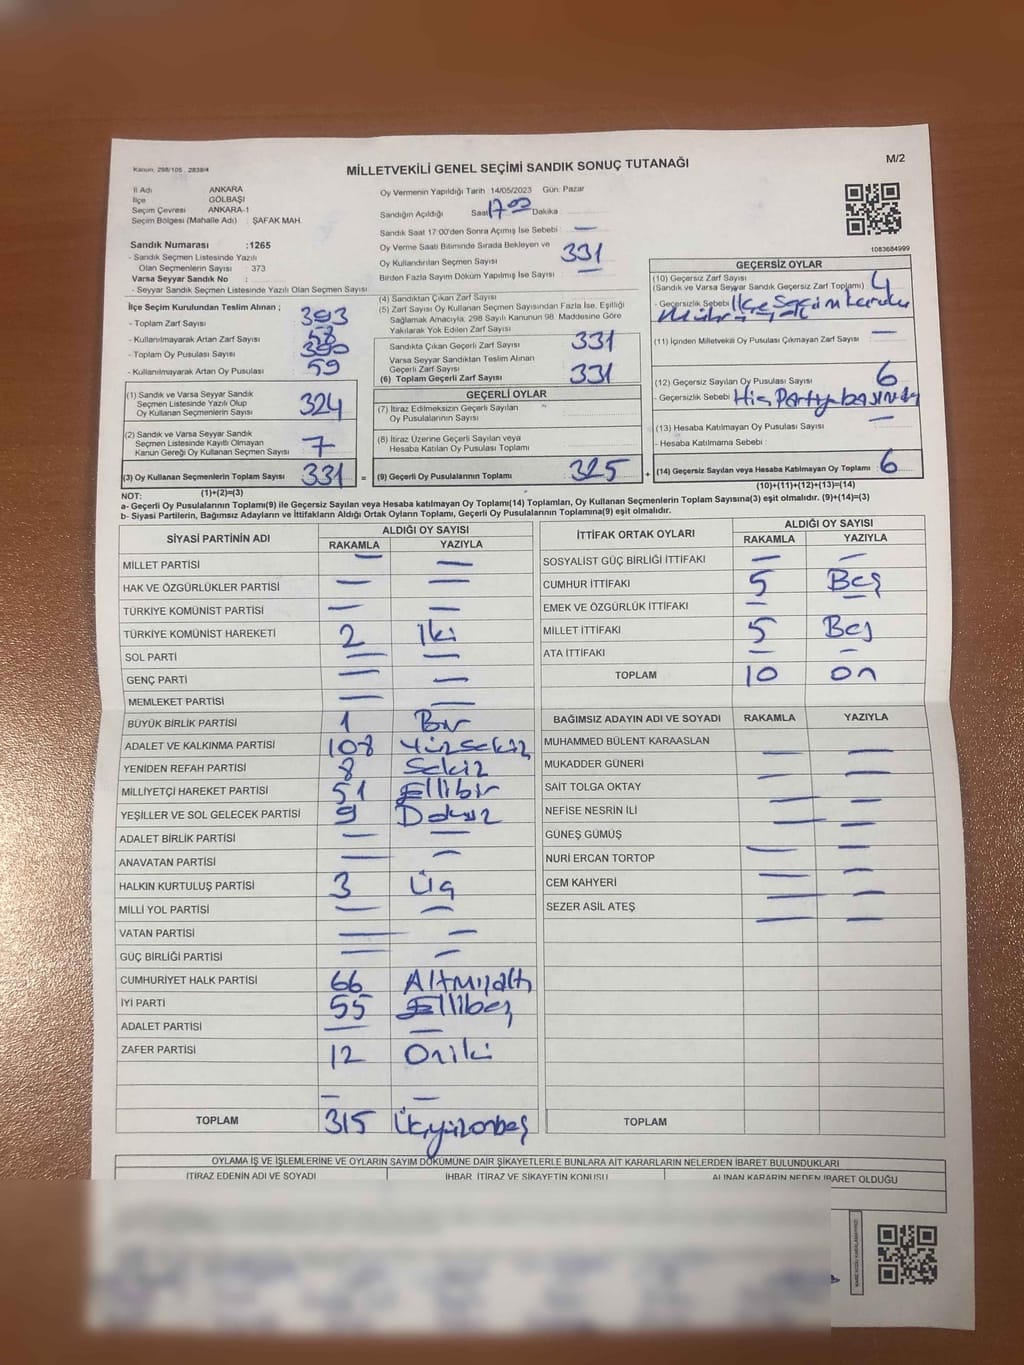 Kanun: 298/105 , 2839/4
MİLLETVEKİLİ GENEL SEÇİMİ SANDIK SONUÇ TUTANAĞI
M/2
İl Adı ANKARA
İlçe GÖLBAŞI
Seçim Çevresi ANKARA-1
Seçim Bölgesi (Mahalle Adı) : ŞAFAK MAH.
Sandık Numarası :1265
- Sandık Seçmen Listesinde Yazılı
Olan Seçmenlerin Sayısı : 373
Varsa Seyyar Sandık No :
- Seyyar Sandık Seçmen Listesinde Yazılı Olan Seçmen Sayısı
Oy Vermenin Yapıldığı Tarih :14/05/2023 Gün: Pazar
Sandığın Açıldığı Saat 17 00 Dakika :
Sandık Saat 17:00'den Sonra Açılmış İse Sebebi : —
Oy Verme Saati Bitiminde Sırada Bekleyen ve
Oy Kullandırılan Seçmen Sayısı 331
Birden Fazla Sayım Döküm Yapılmış İse Sayısı : —
1083684999
İlçe Seçim Kurulundan Teslim Alınan ;
- Toplam Zarf Sayısı 393
- Kullanılmayarak Artan Zarf Sayısı 58
- Toplam Oy Pusulası Sayısı 390
- Kullanılmayarak Artan Oy Pusulası 59
(1) Sandık ve Varsa Seyyar Sandık
Seçmen Listesinde Yazılı Olup
Oy Kullanan Seçmenlerin Sayısı 324
(2) Sandık ve Varsa Seyyar Sandık
Seçmen Listesinde Kayıtlı Olmayan
Kanun Gereği Oy Kullanan Seçmen Sayısı 7
(3) Oy Kullanan Seçmenlerin Toplam Sayısı 331
(1)+(2)=(3)
(4) Sandıktan Çıkan Zarf Sayısı
(5) Zarf Sayısı Oy Kullanan Seçmen Sayısından Fazla İse, Eşitliği
Sağlamak Amacıyla, 298 Sayılı Kanunun 98. Maddesine Göre
Yakılarak Yok Edilen Zarf Sayısı
Sandıkta Çıkan Geçerli Zarf Sayısı 331
Varsa Seyyar Sandıktan Teslim Alınan
Geçerli Zarf Sayısı
(6) Toplam Geçerli Zarf Sayısı 331
GEÇERLİ OYLAR
(7) İtiraz Edilmeksizin Geçerli Sayılan
Oy Pusulalarının Sayısı
(8) İtiraz Üzerine Geçerli Sayılan veya
Hesaba Katılan Oy Pusulası Toplamı
= (9) Geçerli Oy Pusulalarının Toplamı 325
GEÇERSİZ OYLAR
(10) Geçersiz Zarf Sayısı
(Sandık ve Varsa Seyyar Sandık Geçersiz Zarf Toplamı) 4
- Geçersizlik Sebebi İlçe Seçim kurulu
(11) İçinden Milletvekili Oy Pusulası Çıkmayan Zarf Sayısı : —
(12) Geçersiz Sayılan Oy Pusulası Sayısı 6
- Geçersizlik Sebebi
(13) Hesaba Katılmayan Oy Pusulası Sayısı —
- Hesaba Katılmama Sebebi :
+ (14) Geçersiz Sayılan veya Hesaba Katılmayan Oy Toplamı : 6
(10)+(11)+(12)+(13)=(14)
NOT:
a- Geçerli Oy Pusulalarının Toplamı(9) ile Geçersiz Sayılan veya Hesaba katılmayan Oy Toplamı(14) Toplamları, Oy Kullanan Seçmenlerin Toplam Sayısına(3) eşit olmalıdır. (9)+(14)=(3)
b- Siyasi Partilerin, Bağımsız Adayların ve İttifakların Aldığı Ortak Oyların Toplamı, Geçerli Oy Pusulalarının Toplamına(9) eşit olmalıdır.
SİYASİ PARTİNİN ADI ALDIĞI OY SAYISI
RAKAMLA YAZIYLA
MİLLET PARTİSİ — —
HAK VE ÖZGÜRLÜKLER PARTİSİ — —
TÜRKİYE KOMÜNİST PARTİSİ — —
TÜRKİYE KOMÜNİST HAREKETİ 2 İki
SOL PARTİ — —
GENÇ PARTİ — —
MEMLEKET PARTİSİ — —
BÜYÜK BİRLİK PARTİSİ 1 Bir
ADALET VE KALKINMA PARTİSİ 108 Yüzsekiz
YENİDEN REFAH PARTİSİ 8 Sekiz
MİLLİYETÇİ HAREKET PARTİSİ 51 Ellibir
YEŞİLLER VE SOL GELECEK PARTİSİ 9 Dokuz
ADALET BİRLİK PARTİSİ — —
ANAVATAN PARTİSİ — —
HALKIN KURTULUŞ PARTİSİ 3 Üç
MİLLİ YOL PARTİSİ — —
VATAN PARTİSİ — —
GÜÇ BİRLİĞİ PARTİSİ — —
CUMHURİYET HALK PARTİSİ 66 Altmışaltı
İYİ PARTİ 55 Ellibeş
ADALET PARTİSİ — —
ZAFER PARTİSİ 12 Oniki
— —
TOPLAM 315 Üçyüzonbeş
İTTİFAK ORTAK OYLARI ALDIĞI OY SAYISI
RAKAMLA YAZIYLA
SOSYALİST GÜÇ BİRLİĞİ İTTİFAKI — —
CUMHUR İTTİFAKI 5 Beş
EMEK VE ÖZGÜRLÜK İTTİFAKI — —
MİLLET İTTİFAKI 5 Beş
ATA İTTİFAKI — —
TOPLAM 10 on
BAĞIMSIZ ADAYIN ADI VE SOYADI RAKAMLA YAZIYLA
MUHAMMED BÜLENT KARAASLAN — —
MUKADDER GÜNERİ — —
SAİT TOLGA OKTAY — —
NEFİSE NESRİN İLİ — —
GÜNEŞ GÜMÜŞ — —
NURİ ERCAN TORTOP — —
CEM KAHYERİ — —
SEZER ASİL ATEŞ — —
TOPLAM
OYLAMA İŞ VE İŞLEMLERİNE VE OYLARIN SAYIM DÖKÜMÜNE DAİR ŞİKAYETLERLE BUNLARA AİT KARARLARIN NELERDEN İBARET BULUNDUKLARI
İTİRAZ EDENİN ADI VE SOYADI İHBAR, İTİRAZ VE ŞİKAYETİN KONUSU ALINAN KARARIN NEDEN İBARET OLDUĞU